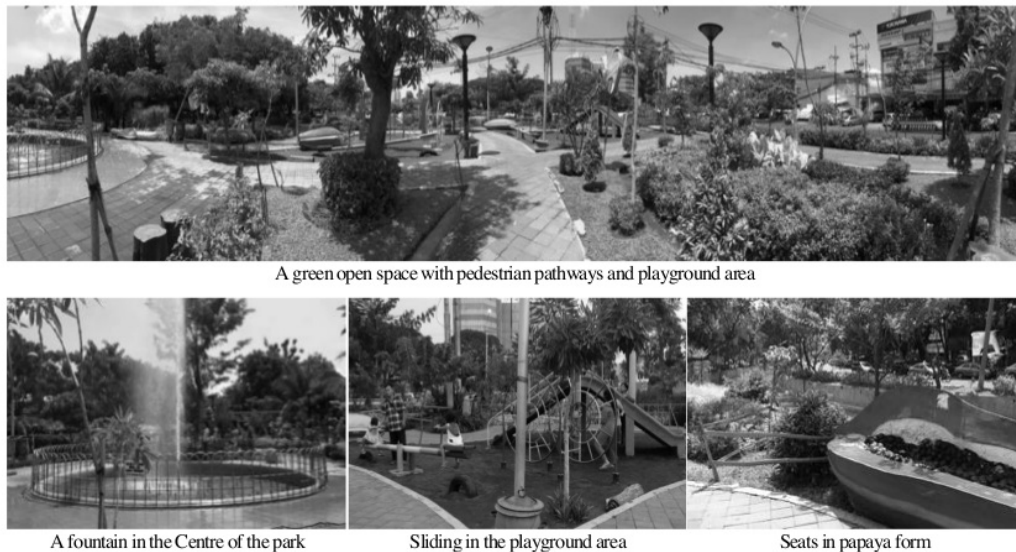 A green open space with pedestrian pathways and playground area
A fountain in the Centre of the park
Sliding in the playground area
Seats in papaya form